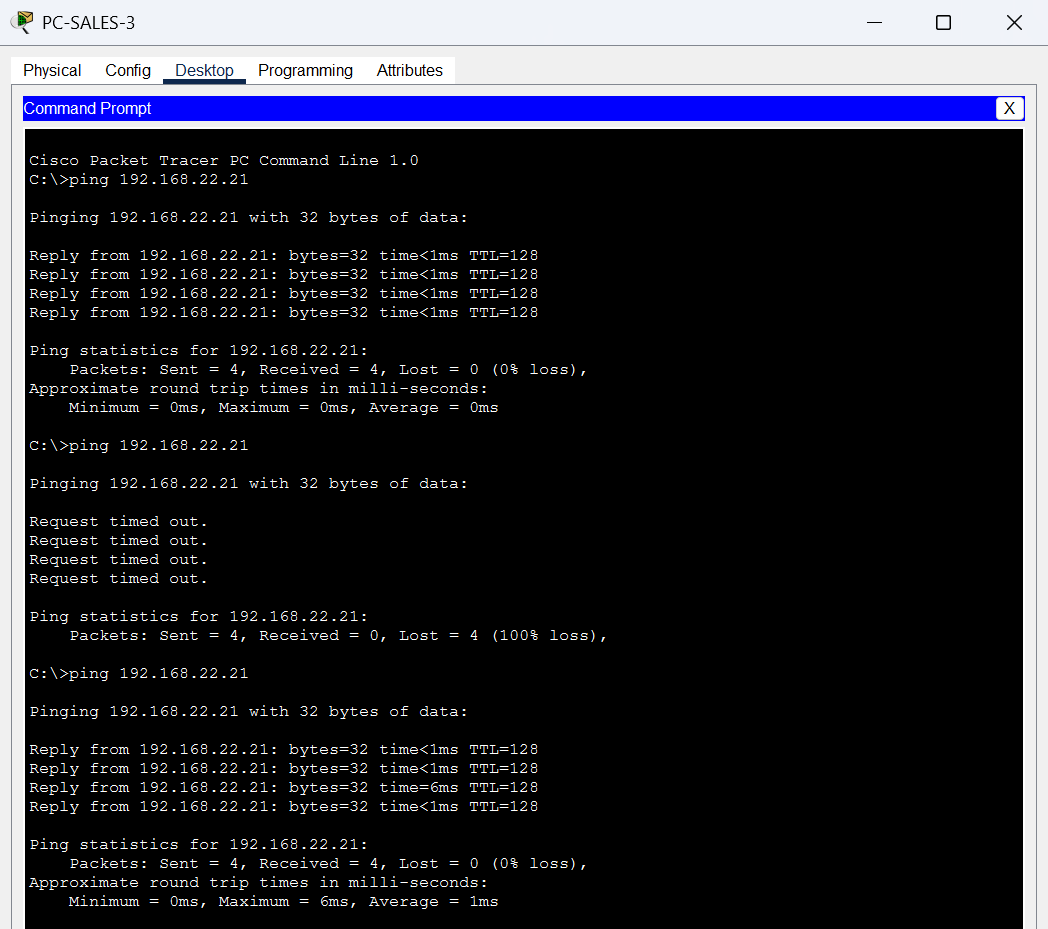 PC-SALES-3
Physical Config Desktop Programming Attributes
Command Prompt X
Cisco Packet Tracer PC Command Line 1.0
C:\>ping 192.168.22.21
Pinging 192.168.22.21 with 32 bytes of data:
Reply from 192.168.22.21: bytes=32 time<1ms TTL=128
Reply from 192.168.22.21: bytes=32 time<1ms TTL=128
Reply from 192.168.22.21: bytes=32 time<1ms TTL=128
Reply from 192.168.22.21: bytes=32 time<1ms TTL=128
Ping statistics for 192.168.22.21:
Packets: Sent = 4, Received = 4, Lost = 0 (0% loss),
Approximate round trip times in milli-seconds:
Minimum = 0ms, Maximum = 0ms, Average = 0ms
C:\>ping 192.168.22.21
Pinging 192.168.22.21 with 32 bytes of data:
Request timed out.
Request timed out.
Request timed out.
Request timed out.
Ping statistics for 192.168.22.21:
Packets: Sent = 4, Received = 0, Lost = 4 (100% loss),
C:\>ping 192.168.22.21
Pinging 192.168.22.21 with 32 bytes of data:
Reply from 192.168.22.21: bytes=32 time<1ms TTL=128
Reply from 192.168.22.21: bytes=32 time<1ms TTL=128
Reply from 192.168.22.21: bytes=32 time=6ms TTL=128
Reply from 192.168.22.21: bytes=32 time<1ms TTL=128
Ping statistics for 192.168.22.21:
Packets: Sent = 4, Received = 4, Lost = 0 (0% loss),
Approximate round trip times in milli-seconds:
Minimum = 0ms, Maximum = 6ms, Average = 1ms